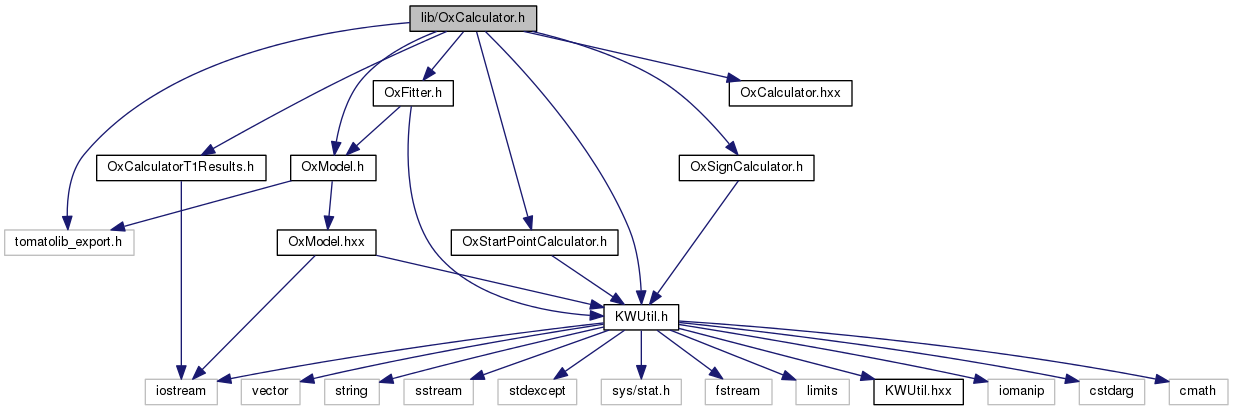 lib/OxCalculator.h
OxFitter.h
OxCalculator.hxx
OxCalculatorT1Results.h
OxModel.h
OxSignCalculator.h
tomatolib_export.h
OxModel.hxx
OxStartPointCalculator.h
KWUtil.h
iostream
vector
string
sstream
stdexcept
sys/stat.h
fstream
limits
KWUtil.hxx
iomanip
cstdarg
cmath